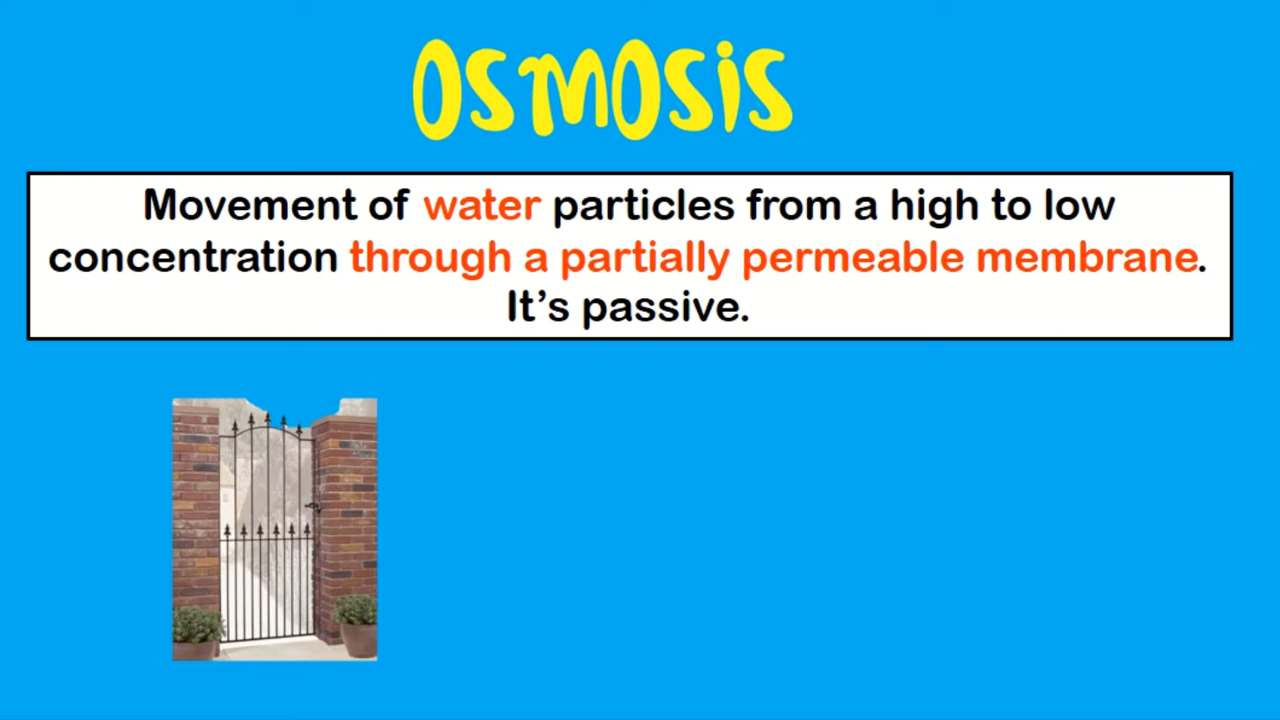 OSMOSiS
Movement of water particles from a high to low
concentration through a partially permeable membrane.
It's passive.